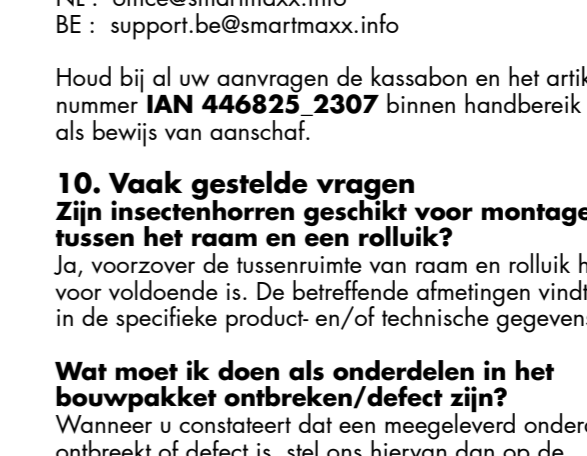 NL : office@smartmaxx.info
BE : support.be@smartmaxx.info
Houd bij al uw aanvragen de kassabon en het
nummer IAN 446825_2307 binnen handbereik
als bewijs van aanschaf.
10. Vaak gestelde vragen
Zijn insectenhorren geschikt voor montage
tussen het raam en een rolluik?
Ja, voorzover de tussenruimte van raam en rolluik
voor voldoende is. De betreffende afmetingen vindt
in de specifieke product- en/of technische
Wat moet ik doen als onderdelen in het
bouwpakket ontbreken/defect zijn?
Wanneer u constateert dat een meegeleverd
ontbreekt of defect is, stel ons hiervan dan op de